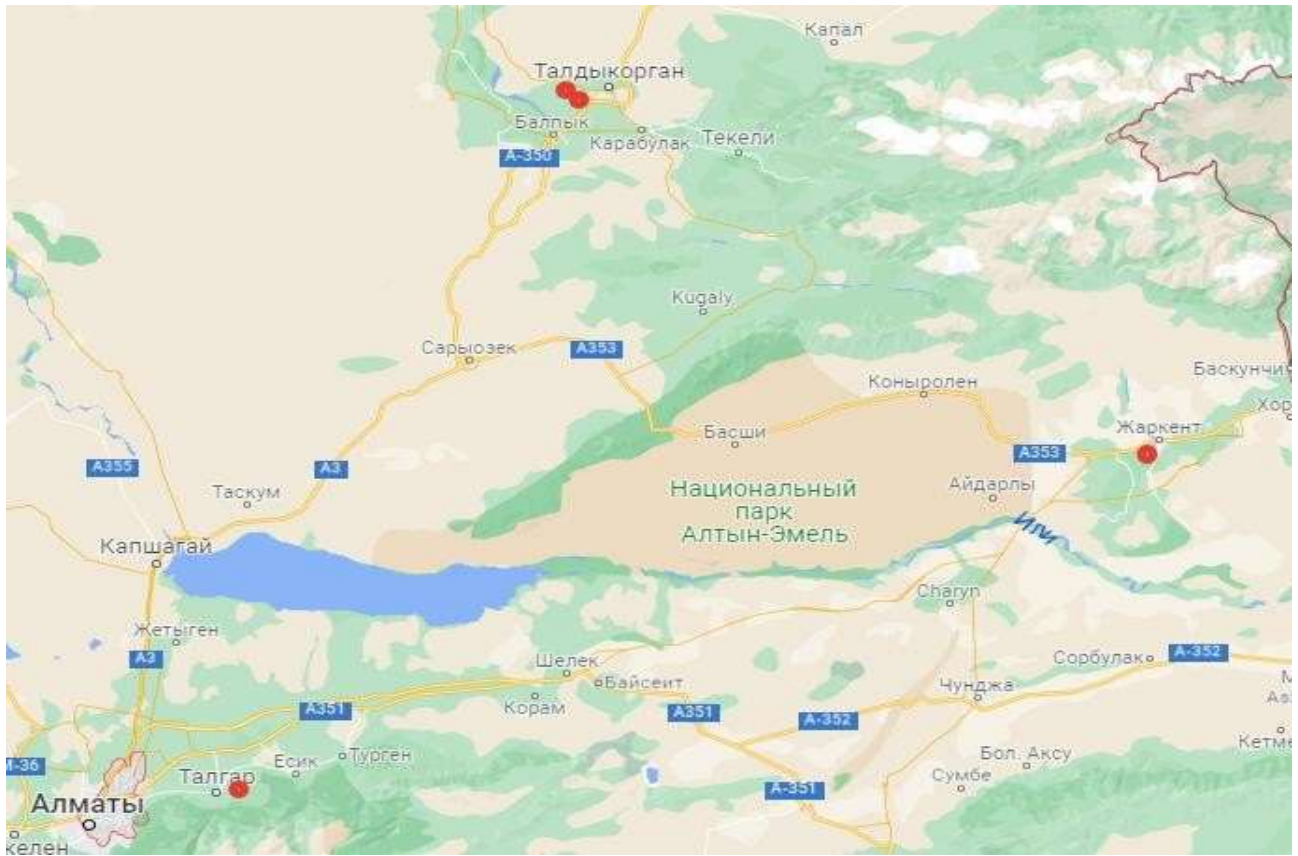 Капал
Талдыкорган
Балпык
Карабулак
Текели
А-350
Kugaly
Сарыозек
А353
Баскунчи
Коныролен
Хор
Басши
Жаркент
А353
А355
А3
Таскум
Айдарлы
Национальный
парк
Алтын-Эмель
Или
Капшагай
Charyn
Жетыген
А3
Шелек
Байсеит
Сорбулак
А-352
Корам
Чунджа
А351
А351
А-352
Есик
Турген
Бол. Аксу
Кетме
М-36
Талгар
Сумбе
А-351
Алматы
келен